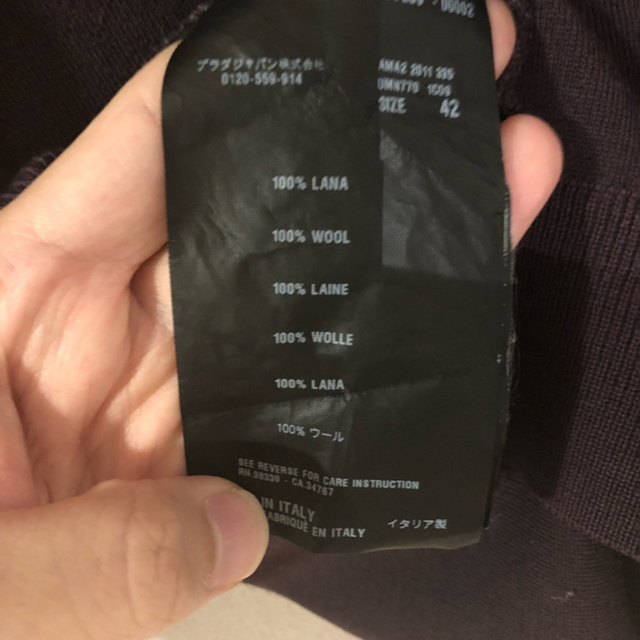 プラダジャパン株式会社
0120-559-914
SIZE 42
100% LANA
100% WOOL
100% LAINE
100% WOLLE
100% LANA
100% ウール
SEE REVERSE FOR CARE INSTRUCTION
RN.98339 - CA.34767
IN ITALY
FABRIQUÉ EN ITALY
イタリア製